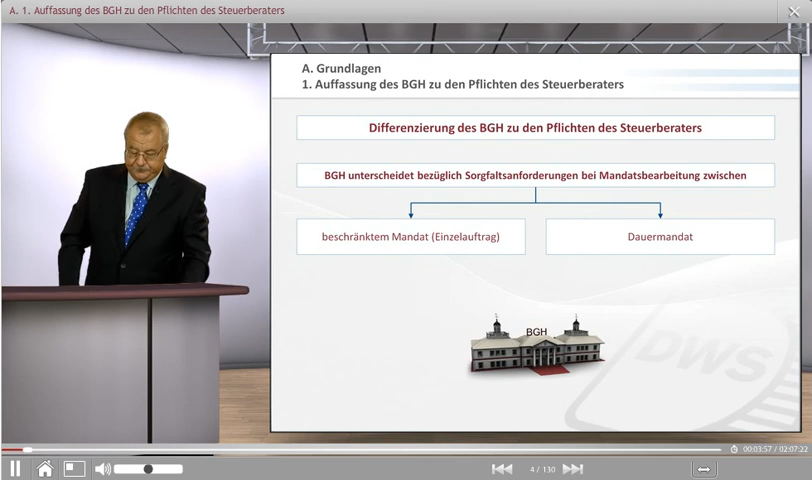 A. 1. Auffassung des BGH zu den Pflichten des Steuerberaters
A. Grundlagen
1. Auffassung des BGH zu den Pflichten des Steuerberaters
Differenzierung des BGH zu den Pflichten des Steuerberaters
BGH unterscheidet bezüglich Sorgfaltsanforderungen bei Mandatsbearbeitung zwischen
beschränktem Mandat (Einzelauftrag)
Dauermandat
BGH
DWS
00:03:57 / 02:07:22
4 / 130